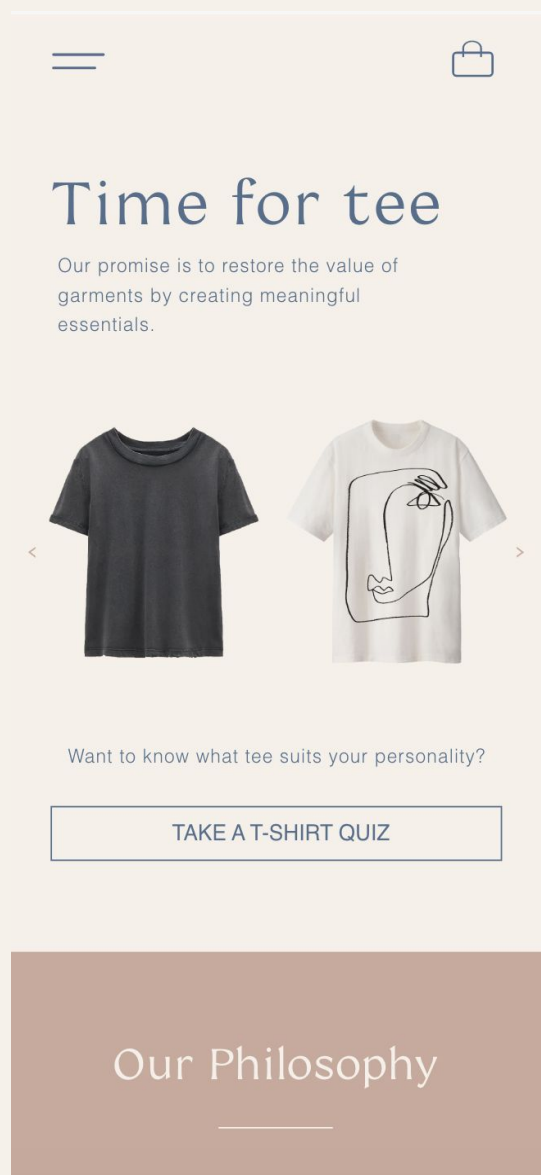 Time for tee
Our promise is to restore the value of
garments by creating meaningful
essentials.
<
>
Want to know what tee suits your personality?
TAKE A T-SHIRT QUIZ
Our Philosophy